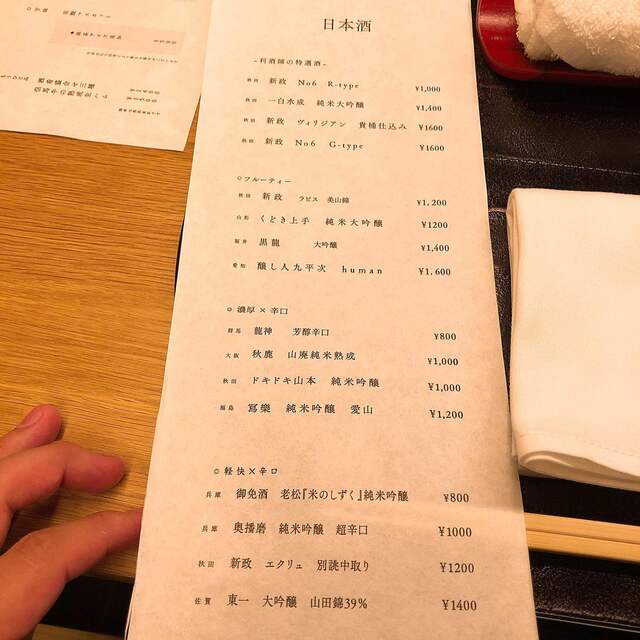 日本酒
~利酒師の特選酒~
秋田 新政 No6 R-type ¥1,000
秋田 一白水成 純米大吟醸 ¥1,400
秋田 新政 ヴィリジアン 貴桶仕込み ¥1600
秋田 新政 No6 G-type ¥1600
○フルーティー
秋田 新政 ラピス 美山錦 ¥1,200
山形 くどき上手 純米大吟醸 ¥1200
福井 黒龍 大吟醸 ¥1,400
愛知 醸し人九平次 human ¥1,600
○ 濃厚×辛口
群馬 龍神 芳醇辛口 ¥800
大阪 秋鹿 山廃純米熟成 ¥1,000
秋田 ドキドキ山本 純米吟醸 ¥1,000
福島 寫樂 純米吟醸 愛山 ¥1,200
○ 軽快×辛口
兵庫 御免酒 老松『米のしずく』純米吟醸 ¥800
兵庫 奥播磨 純米吟醸 超辛口 ¥1000
秋田 新政 エクリュ 別誂中取り ¥1200
佐賀 東一 大吟醸 山田錦39% ¥1400